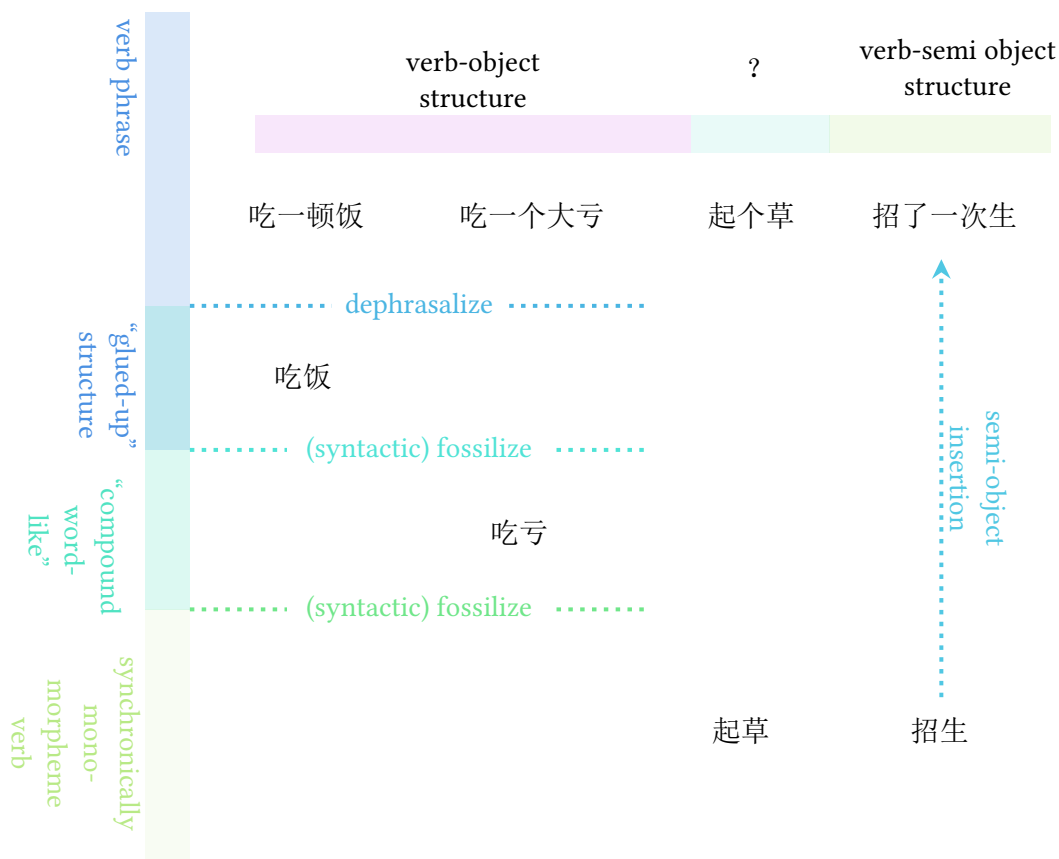 verb phrase
verb-object
structure
?
verb-semi object
structure
吃一顿饭
吃一个大亏
起个草
招了一次生
dephrasalize
“glued-up”
structure
吃饭
(syntactic) fossilize
semi-object
insertion
“compound
word-
like”
吃亏
(syntactic) fossilize
synchronically
mono-
morpheme
verb
起草
招生